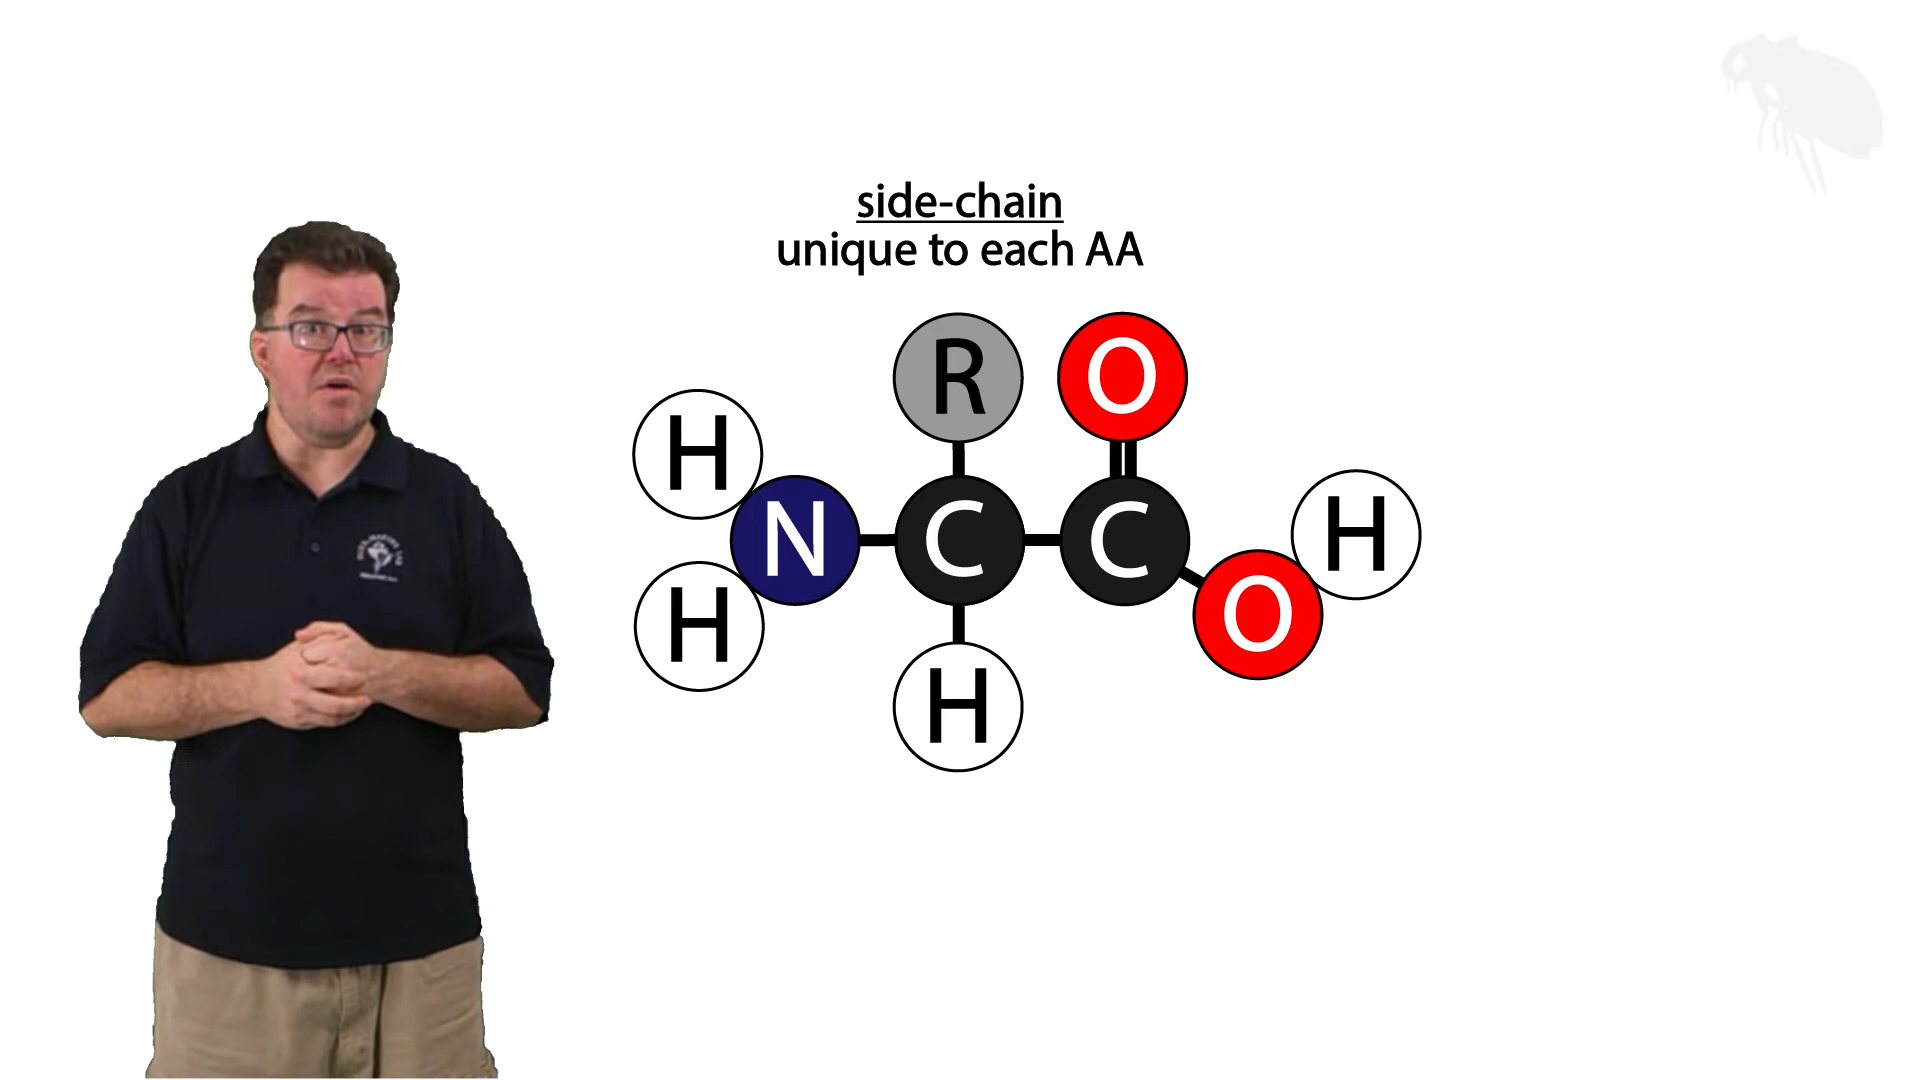 side-chain
unique to each AA
R O
H
N C C H
H O
H